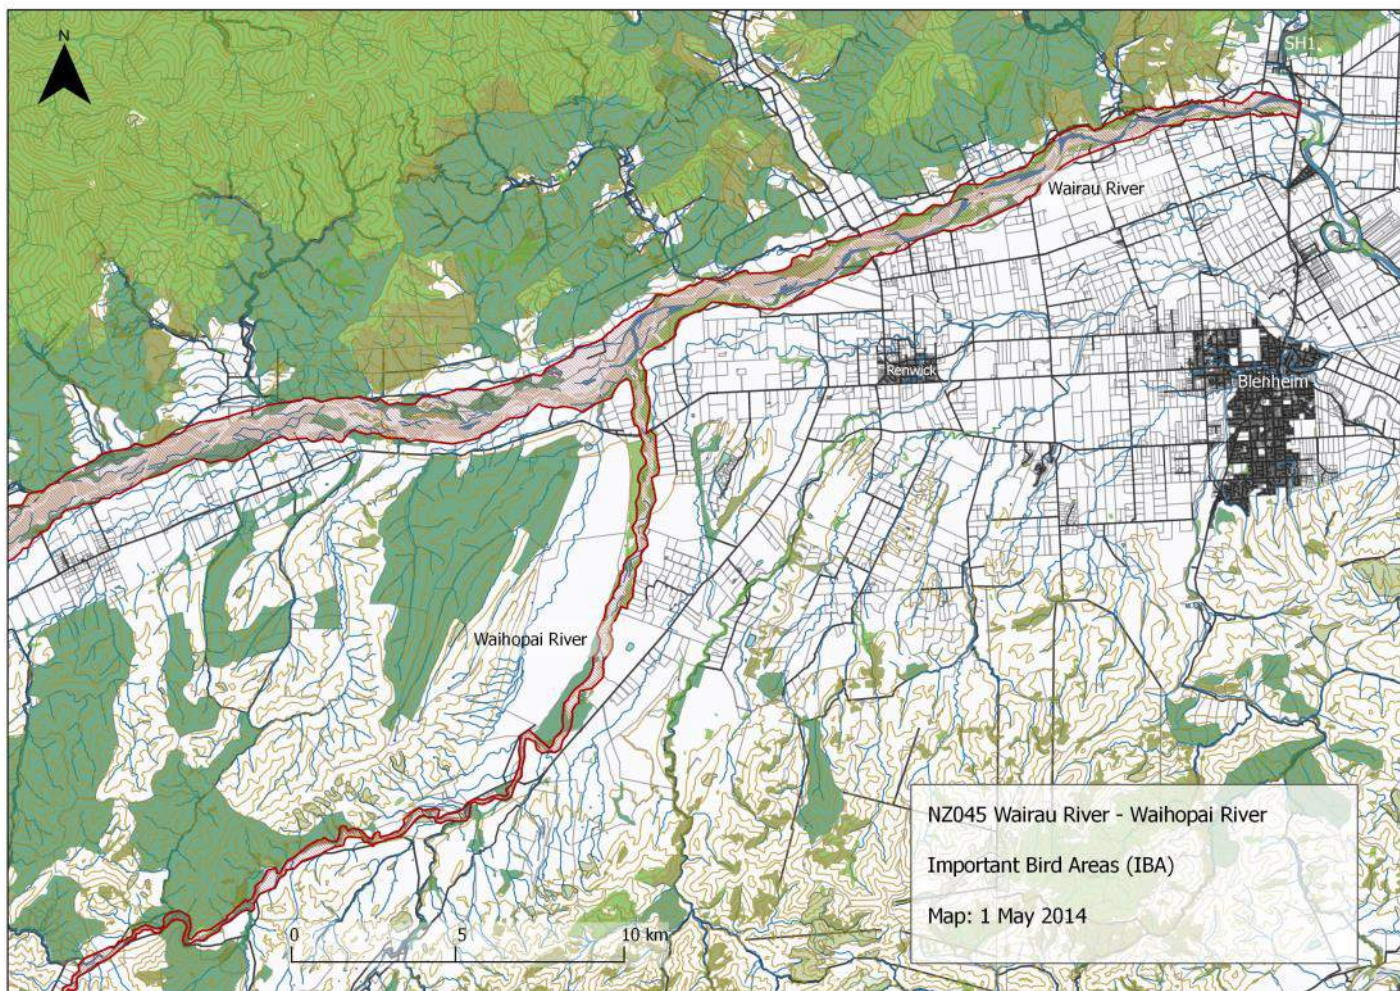 N
SH1
Wairau River
Renwick
Blehheim
Waihopai River
0 5 10 km
NZ045 Wairau River - Waihopai River
Important Bird Areas (IBA)
Map: 1 May 2014